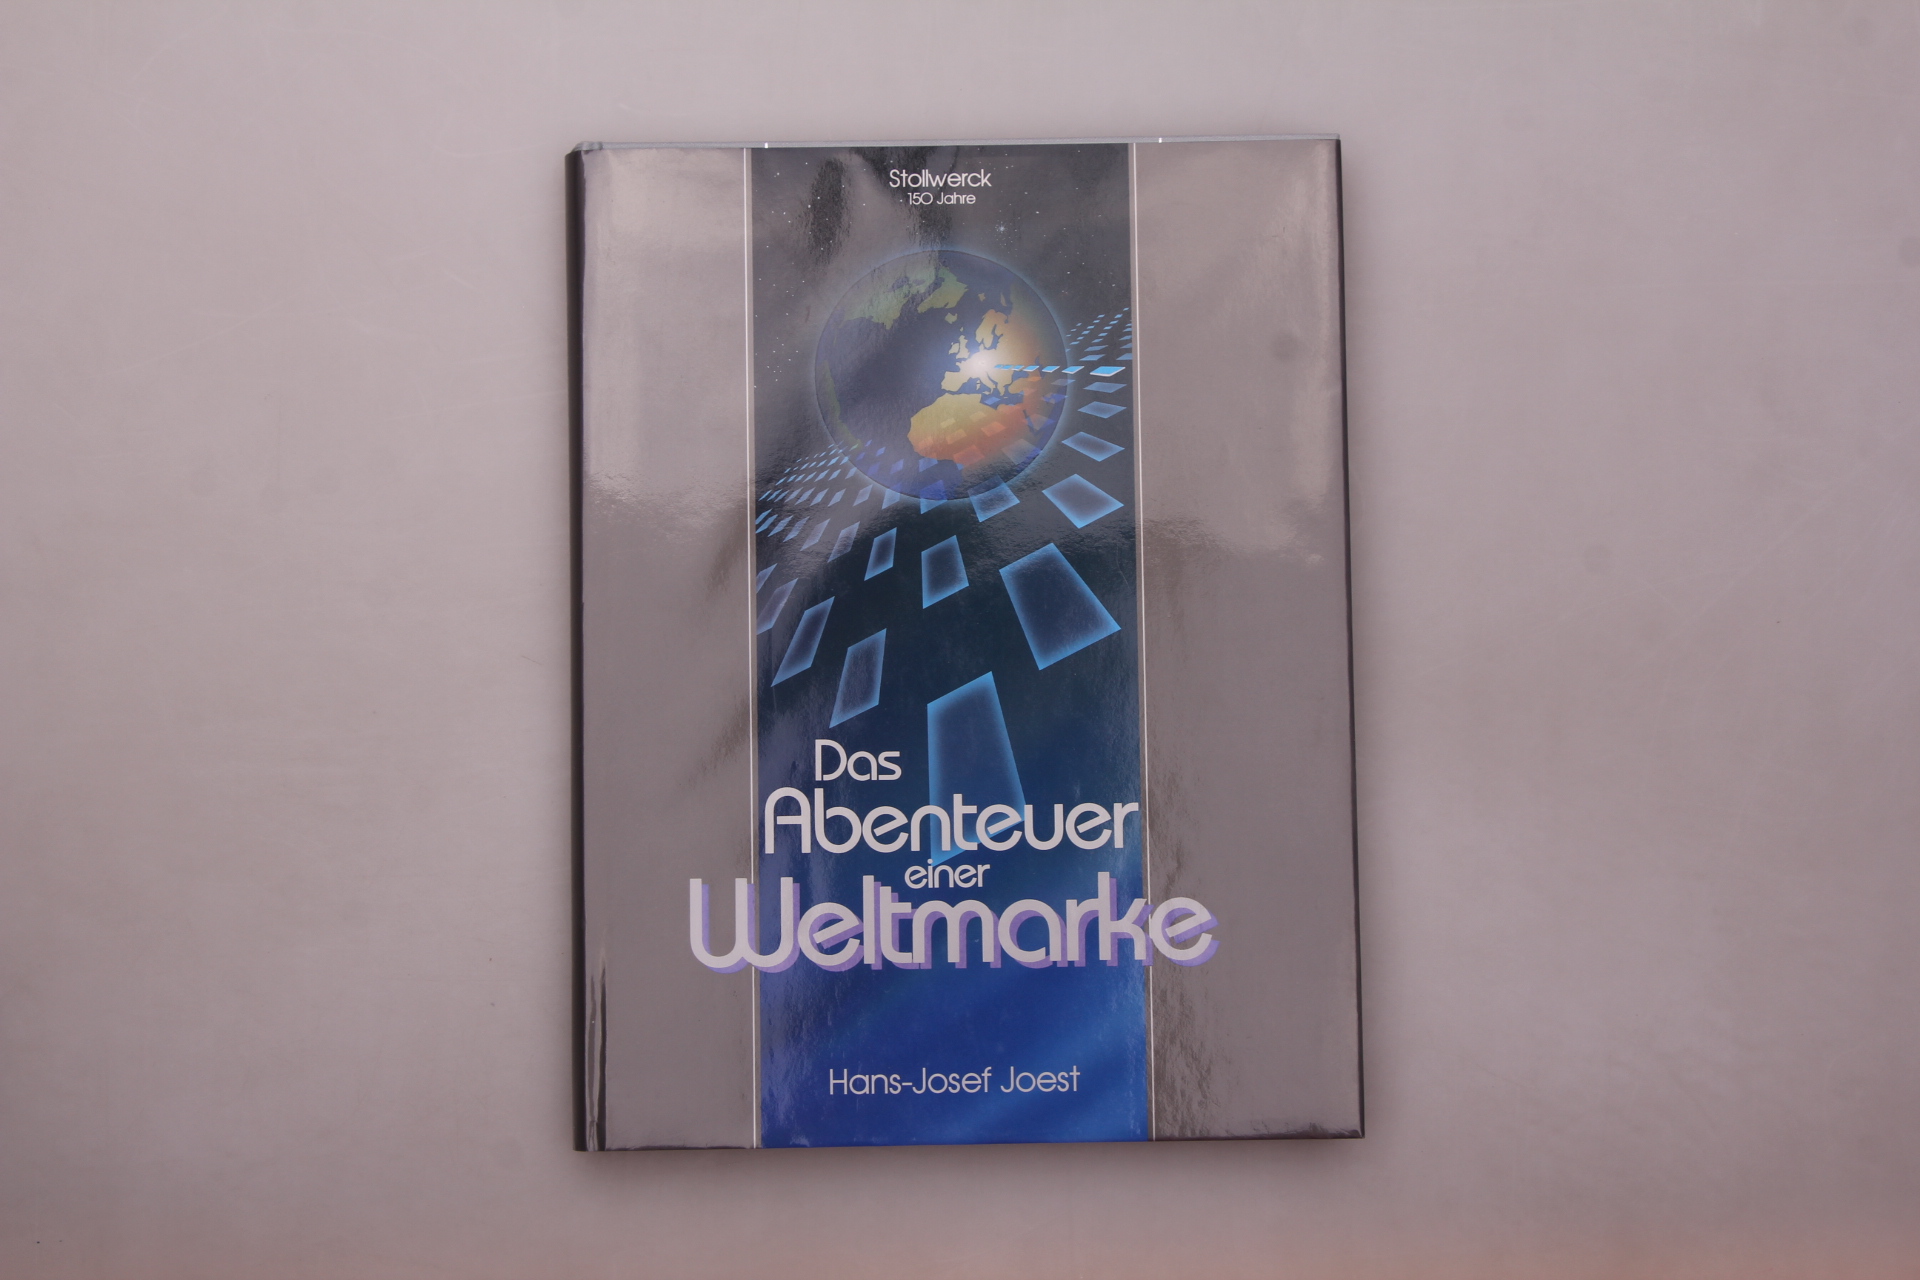 Stollwerck
150 Jahre
Das
Abenteuer
einer
Weltmarke
Hans-Josef Joest